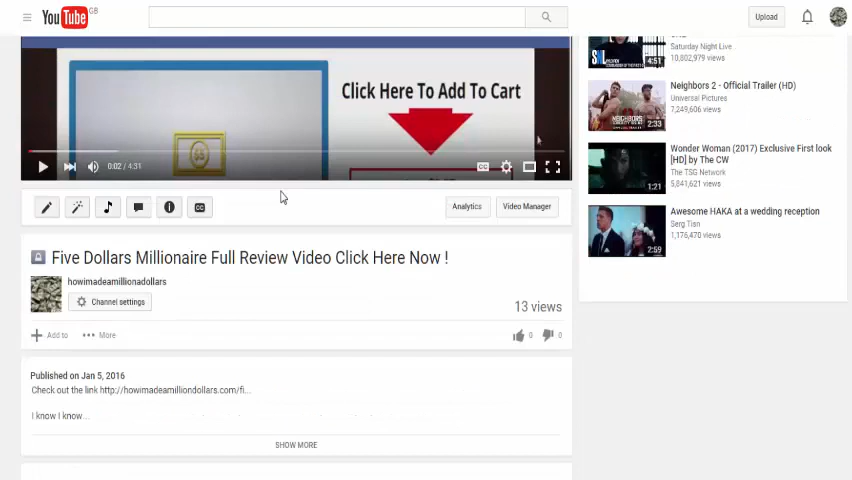 YouTube GB
Upload
Click Here To Add To Cart
$5
0:02 / 4:31
CC
Analytics
Video Manager
Five Dollars Millionaire Full Review Video Click Here Now !
howimadeamillionadollars
Channel settings
13 views
Add to
More
0
0
Published on Jan 5, 2016
Check out the link http://howimadeamilliondollars.com/fi...
I know I know...
SHOW MORE
SNL
4:51
Saturday Night Live
10,802,979 views
NEIGHBORS
2:33
Neighbors 2 - Official Trailer (HD)
Universal Pictures
7,249,606 views
1:21
Wonder Woman (2017) Exclusive First look
[HD] by The CW
The TSG Network
5,841,621 views
2:59
Awesome HAKA at a wedding reception
Serg Tian
1,176,470 views